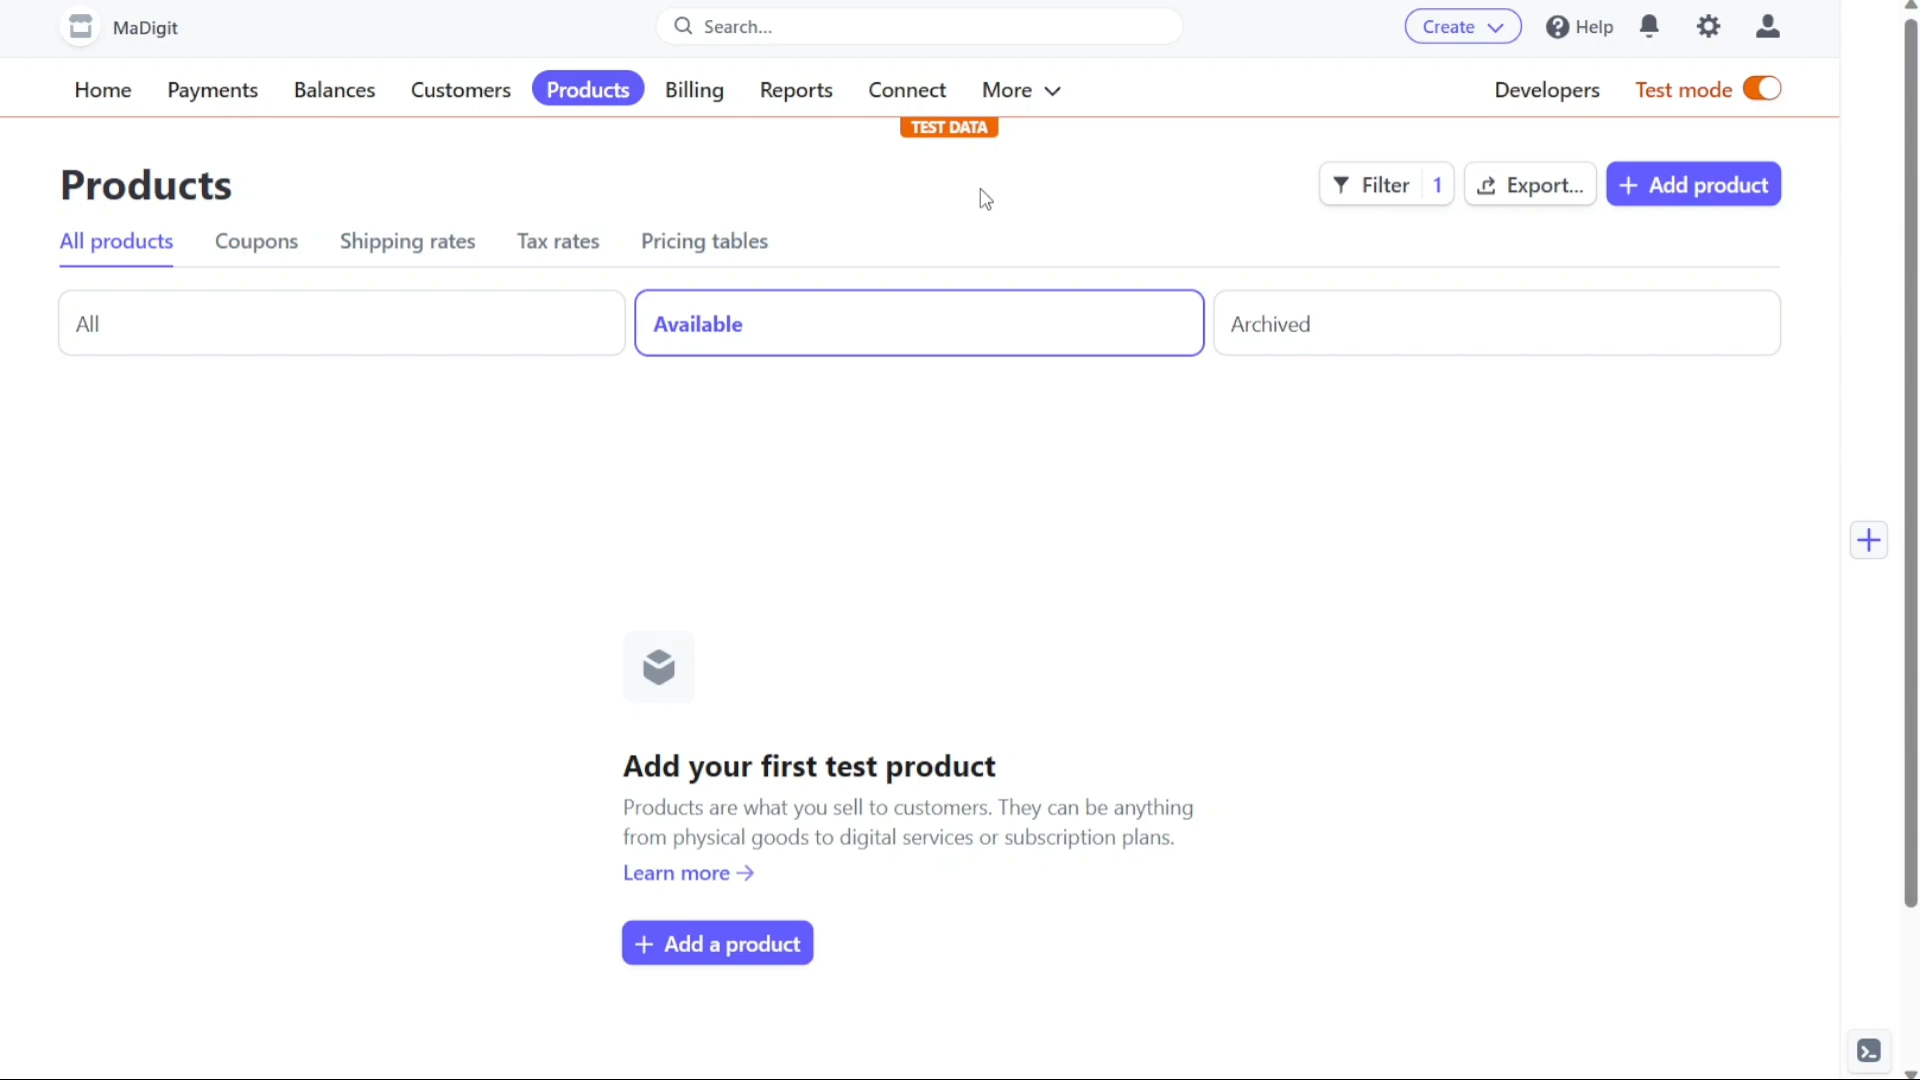 MaDigit
Search...
Create
Help
Home
Payments
Balances
Customers
Products
Billing
Reports
Connect
More
Developers
Test mode
TEST DATA
Products
Filter 1
Export...
+ Add product
All products
Coupons
Shipping rates
Tax rates
Pricing tables
All
Available
Archived
Add your first test product
Products are what you sell to customers. They can be anything
from physical goods to digital services or subscription plans.
Learn more →
+ Add a product